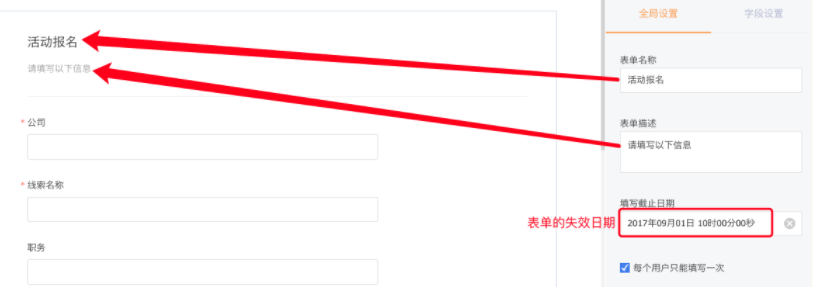 活动报名
请填写以下信息
* 公司
* 线索名称
职务
全局设置 字段设置
表单名称
活动报名
表单描述
请填写以下信息
填写截止日期
表单的失效日期
2017年09月01日 10时00分00秒
每个用户只能填写一次